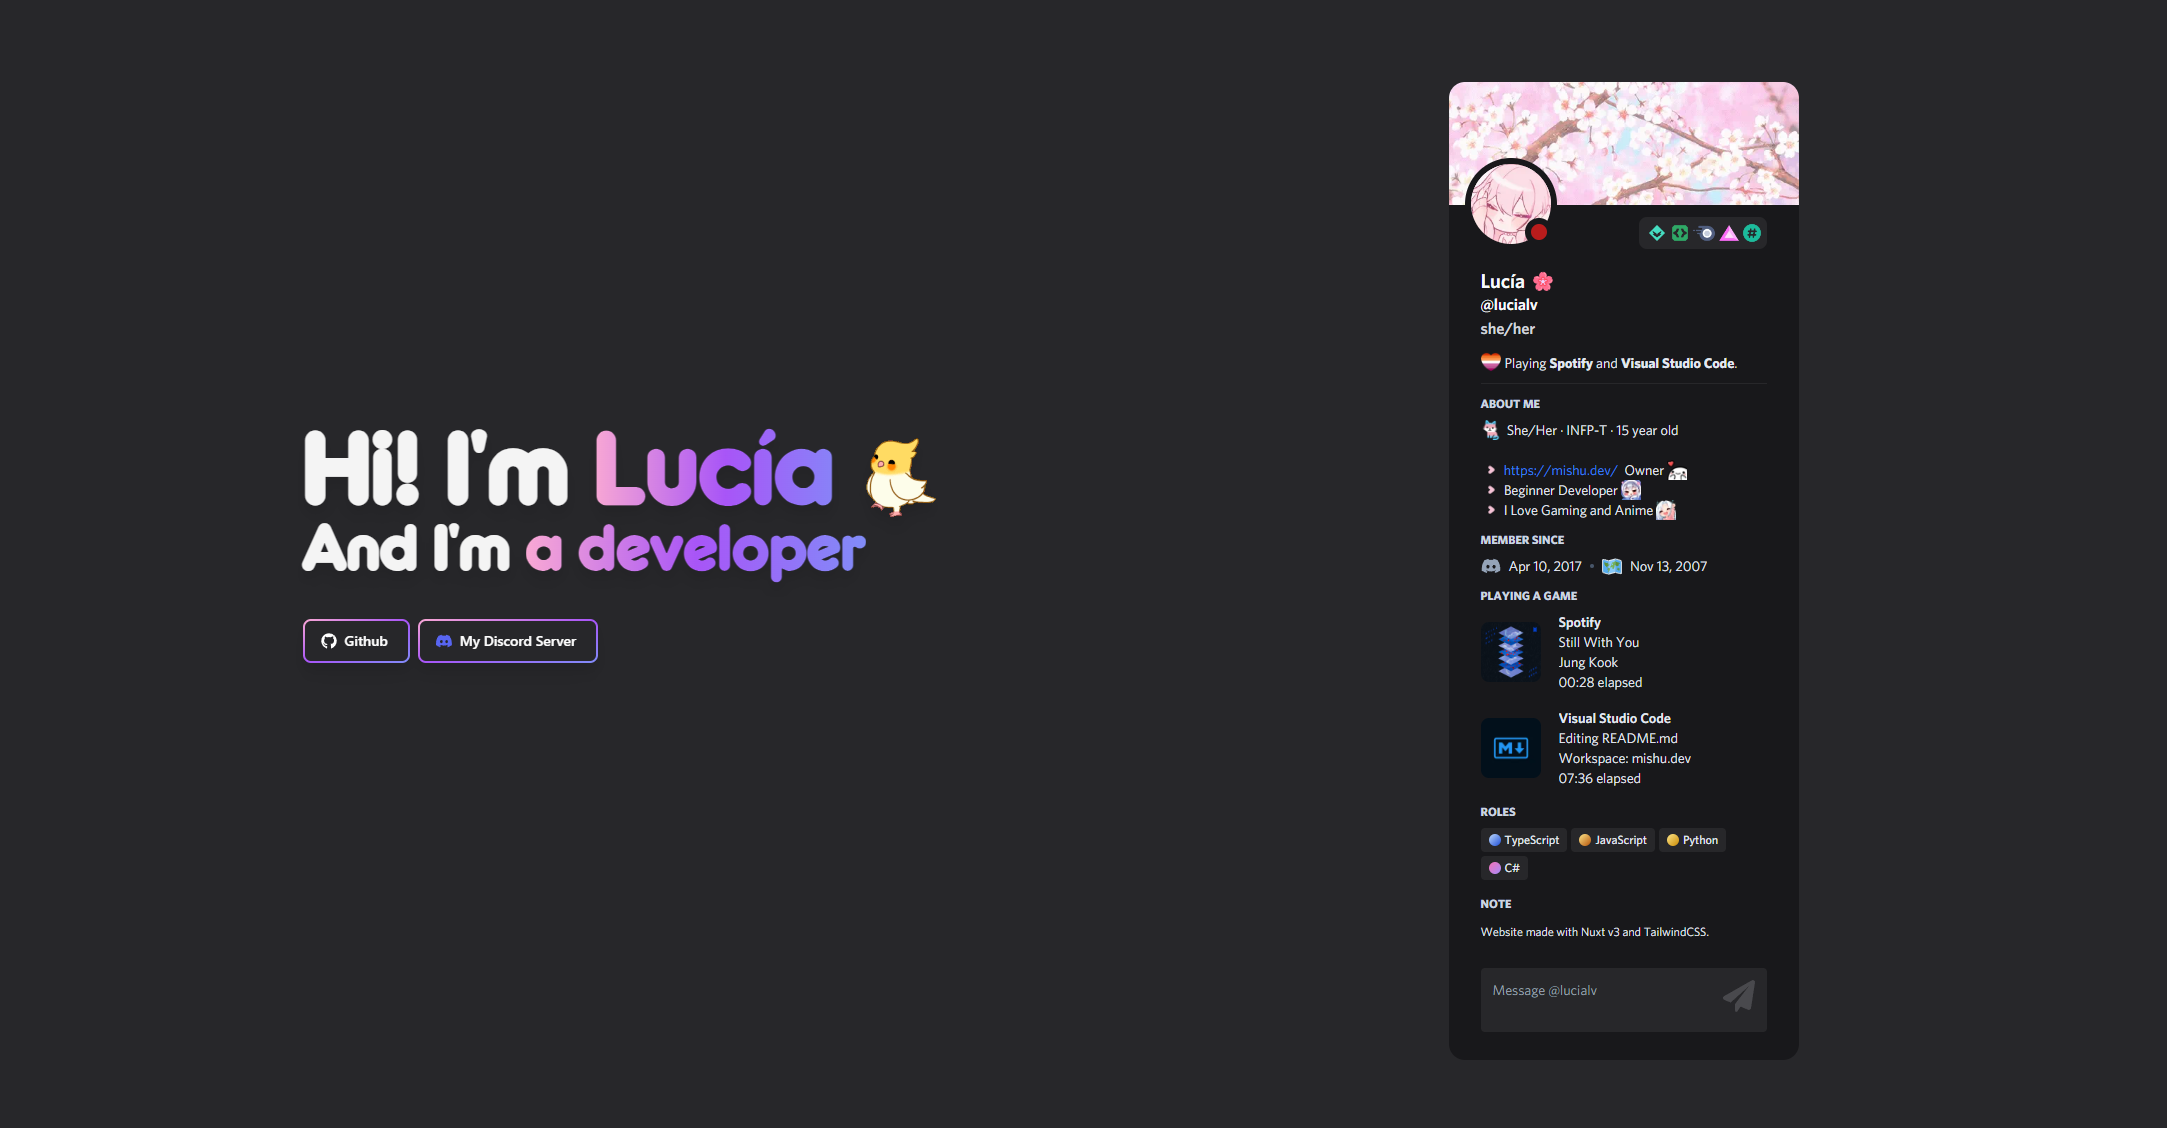 Hi! I'm Lucía
And I'm a developer
Github
My Discord Server
Lucía
@lucialv
she/her
Playing Spotify and Visual Studio Code.
ABOUT ME
She/Her · INFP-T · 15 year old
https://mishu.dev/ Owner
Beginner Developer
I Love Gaming and Anime
MEMBER SINCE
Apr 10, 2017 • Nov 13, 2007
PLAYING A GAME
Spotify
Still With You
Jung Kook
00:28 elapsed
Visual Studio Code
Editing README.md
Workspace: mishu.dev
07:36 elapsed
ROLES
TypeScript
JavaScript
Python
C#
NOTE
Website made with Nuxt v3 and TailwindCSS.
Message @lucialv